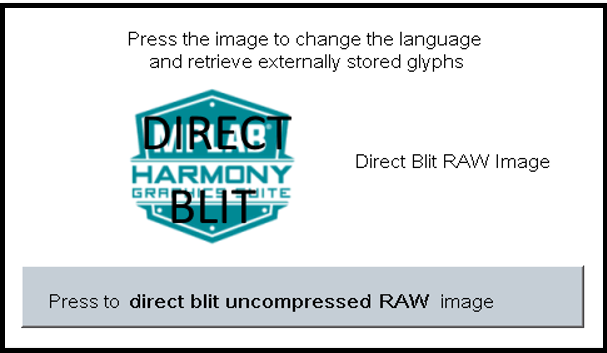 Press the image to change the language
and retrieve externally stored glyphs
DIRECT
MPLAB®
HARMONY
GRAPHICS SUITE
BLIT
Direct Blit RAW Image
Press to direct blit uncompressed RAW image